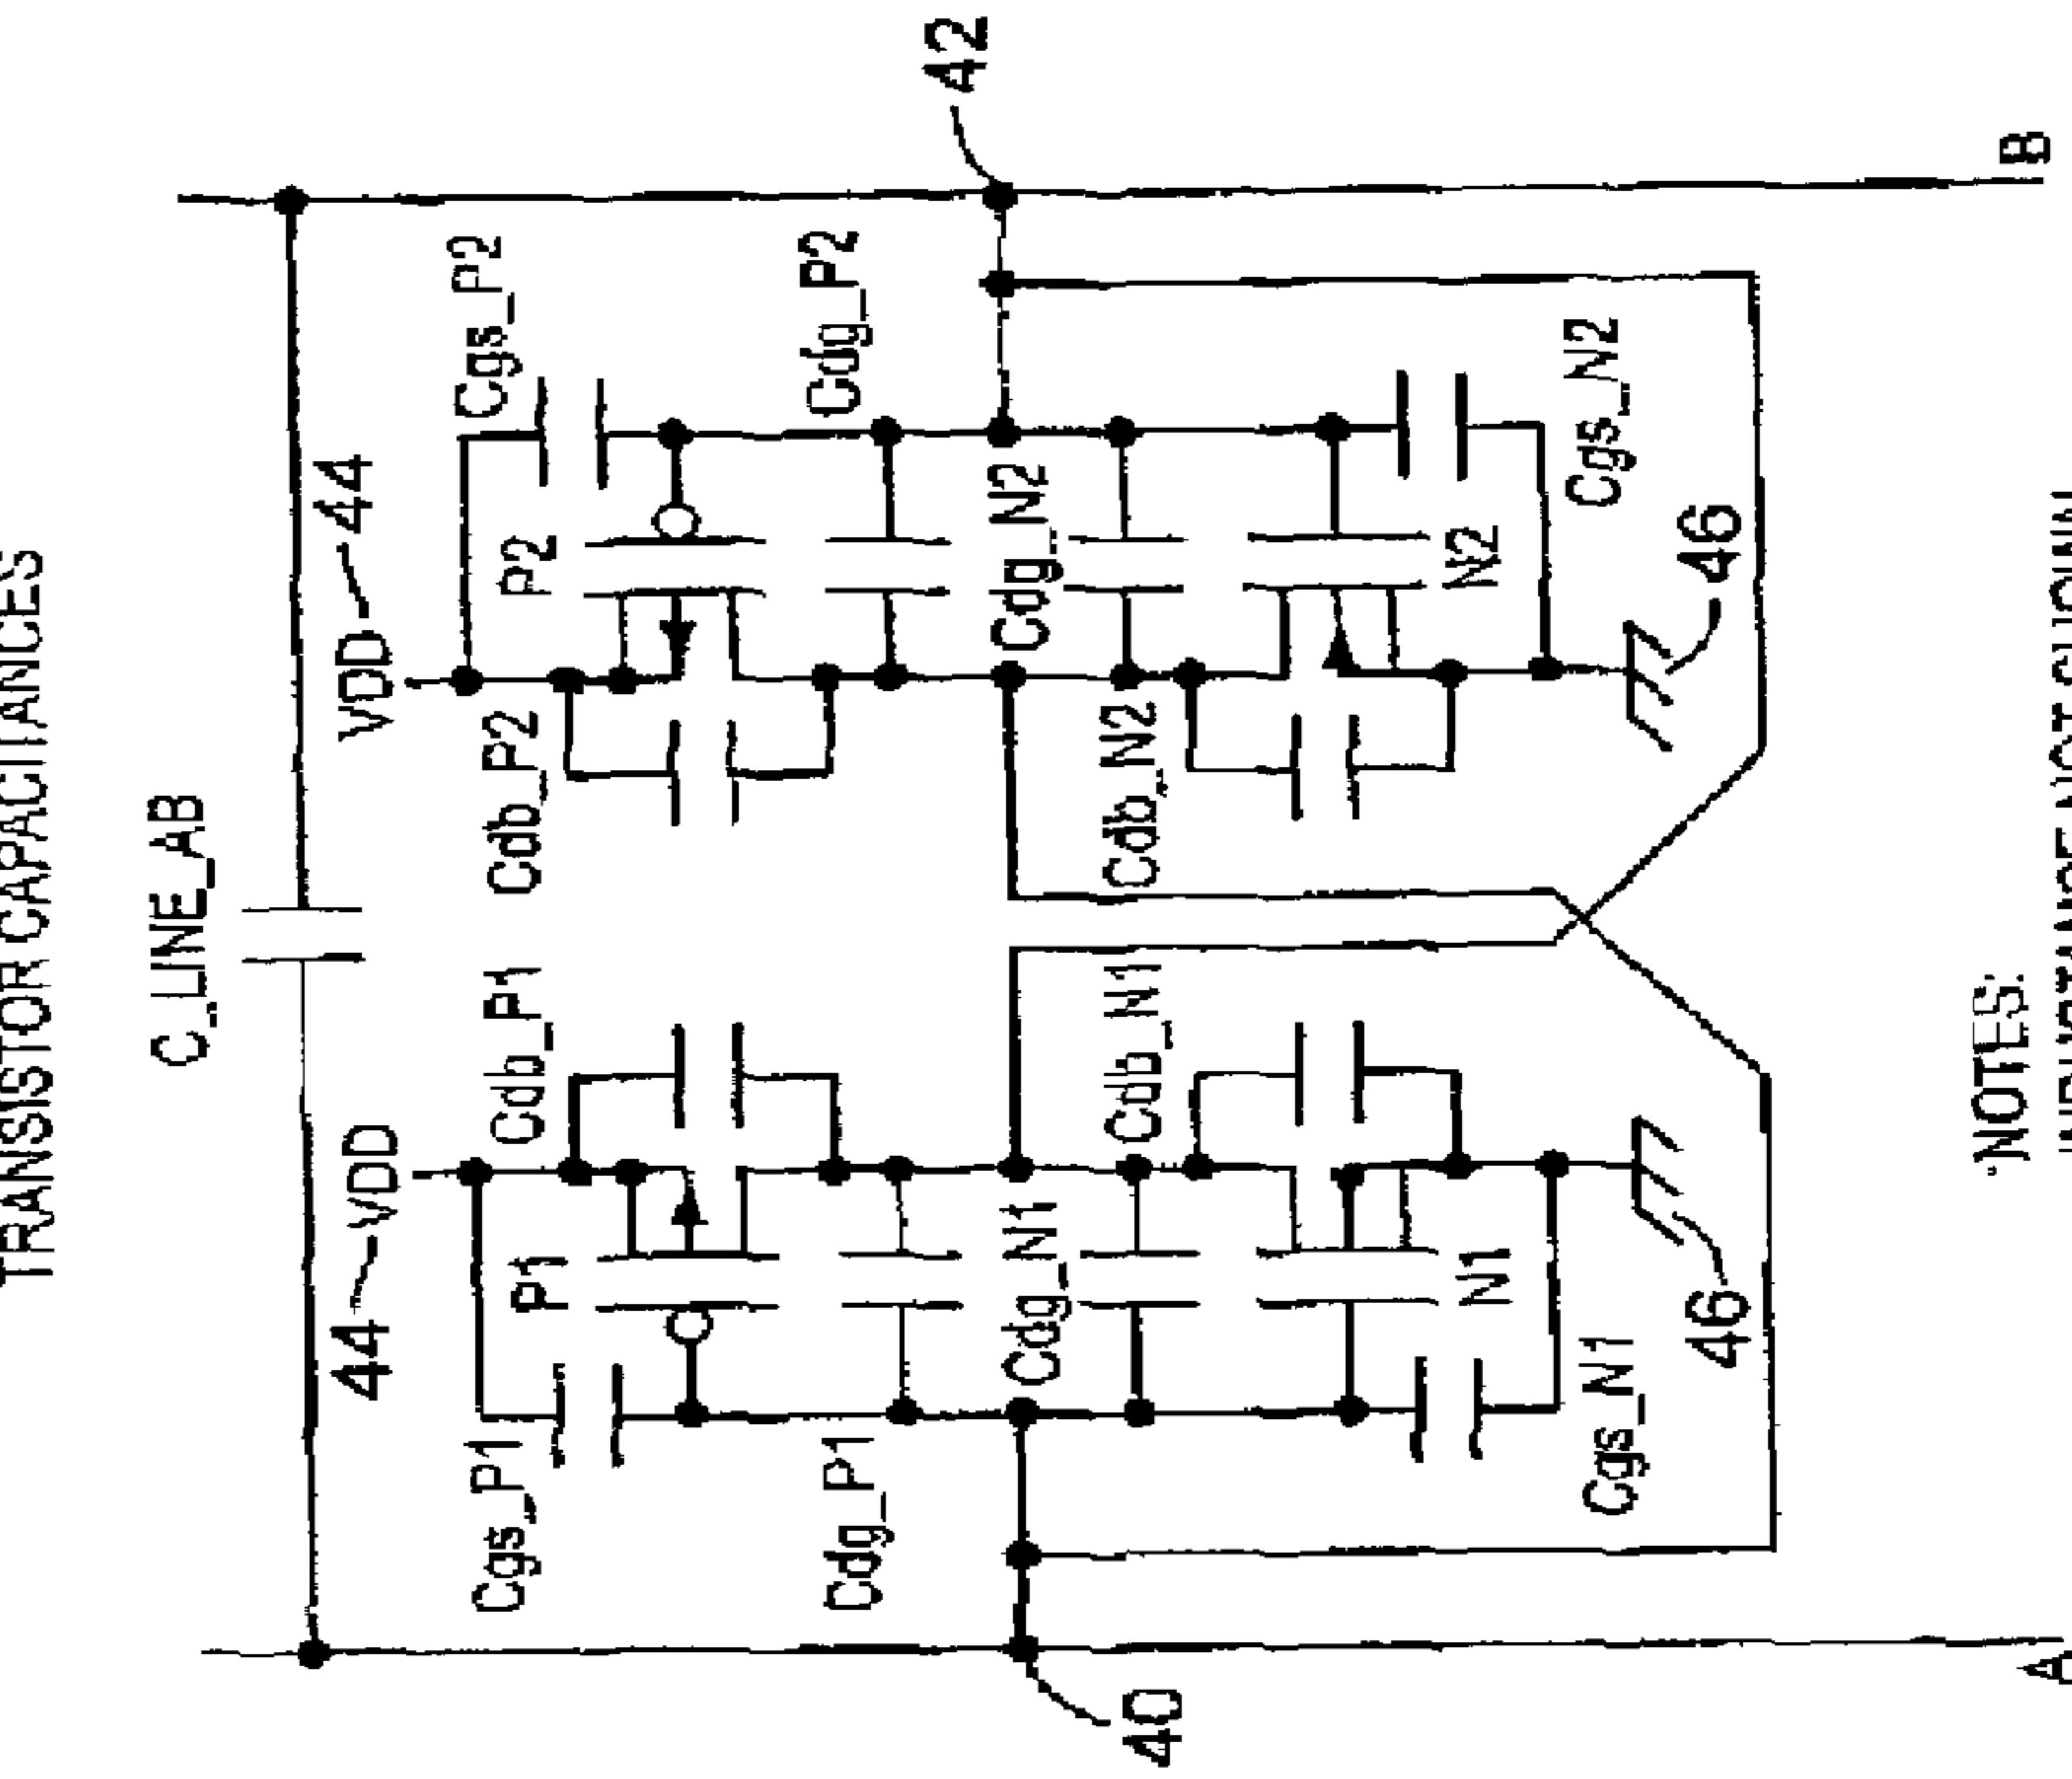 TRANSISTOR CAPACITANCES
C_LINE_AB
44
VDD
VDD
44
Cgs_P1
P1
Cdb_P1
Cdb_P2
P2
Cgs_P2
Cdg_P1
Cdg_P2
40
Cdg_N1
Cdg_N2
42
Cdb_N1
Cdb_N2
N1
N2
Cgs_N1
Cgs_N2
46
46
NOTES:
A
B